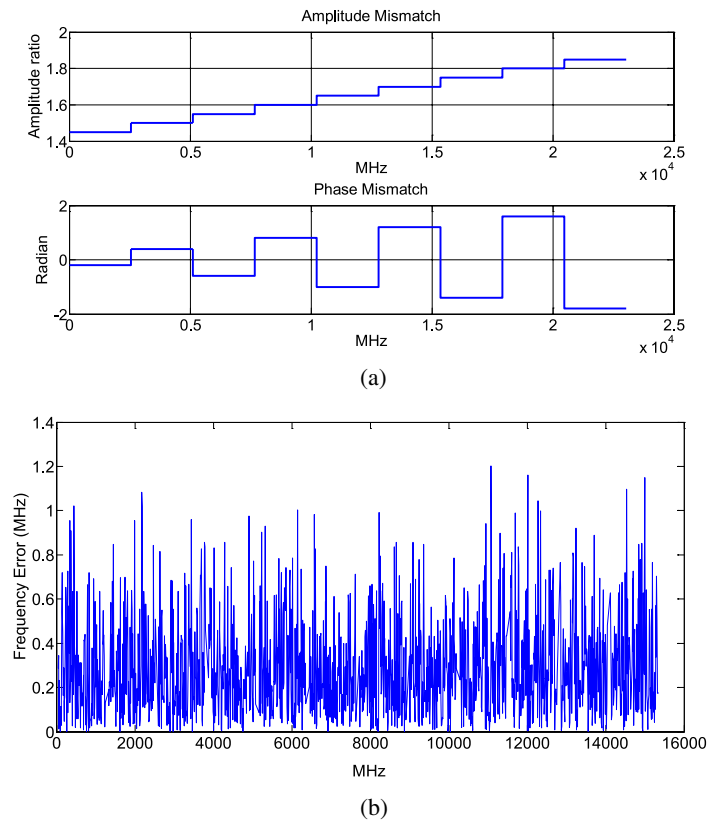 Amplitude Mismatch
Amplitude ratio
2
1.8
1.6
1.4
0 0.5 1 1.5 2 2.5
MHz
x 10^4
Phase Mismatch
Radian
2
0
-2
0 0.5 1 1.5 2 2.5
MHz
x 10^4
(a)
Frequency Error (MHz)
1.4
1.2
1
0.8
0.6
0.4
0.2
0
0 2000 4000 6000 8000 10000 12000 14000 16000
MHz
(b)